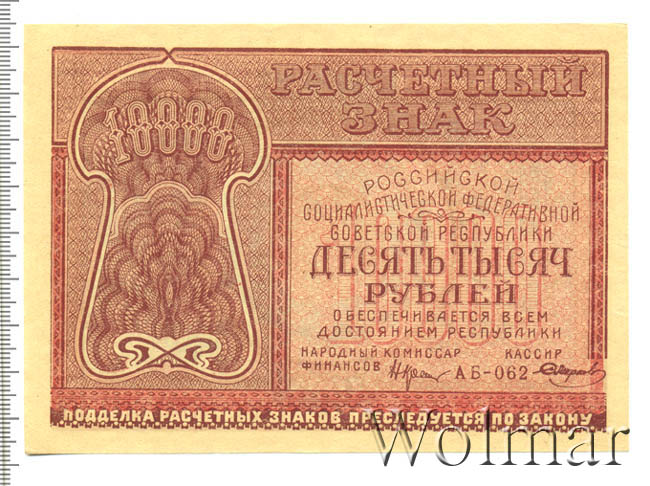 10000
РАСЧЕТНЫЙ
ЗНАК
РОССИЙСКОЙ
СОЦИАЛИСТИЧЕСКОЙ ФЕДЕРАТИВНОЙ
СОВЕТСКОЙ РЕСПУБЛИКИ
ДЕСЯТЬ ТЫСЯЧ
РУБЛЕЙ
ОБЕСПЕЧИВАЕТСЯ ВСЕМ
ДОСТОЯНИЕМ РЕСПУБЛИКИ
НАРОДНЫЙ КОМИССАР КАССИР
ФИНАНСОВ АБ-062
ПОДДЕЛКА РАСЧЕТНЫХ ЗНАКОВ ПРЕСЛЕДУЕТСЯ ПО ЗАКОНУ
Wolmar